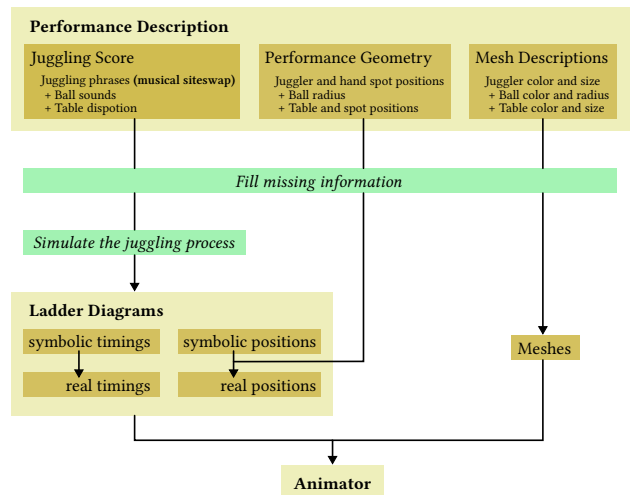 Performance Description
Juggling Score
Juggling phrases (musical siteswap)
+ Ball sounds
+ Table dispotion
Performance Geometry
Juggler and hand spot positions
+ Ball radius
+ Table and spot positions
Mesh Descriptions
Juggler color and size
+ Ball color and radius
+ Table color and size
Fill missing information
Simulate the juggling process
Ladder Diagrams
symbolic timings
symbolic positions
real timings
real positions
Meshes
Animator